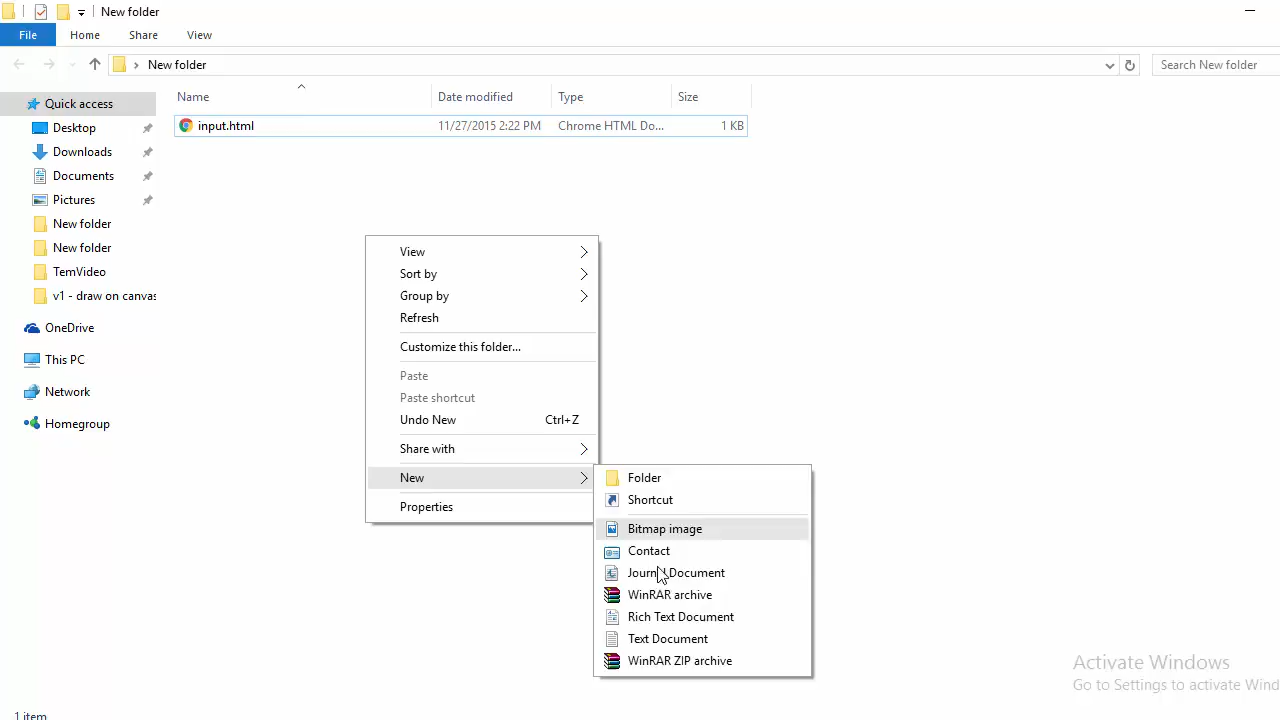 New folder
File Home Share View
New folder
Search New folder
Name Date modified Type Size
Quick access
input.html 11/27/2015 2:22 PM Chrome HTML Do... 1 KB
Desktop
Downloads
Documents
Pictures
New folder
New folder
TemVideo
v1 - draw on canvas
OneDrive
This PC
Network
Homegroup
View
Sort by
Group by
Refresh
Customize this folder...
Paste
Paste shortcut
Undo New Ctrl+Z
Share with
New
Properties
Folder
Shortcut
Bitmap image
Contact
Journal Document
WinRAR archive
Rich Text Document
Text Document
WinRAR ZIP archive
Activate Windows
Go to Settings to activate Wind
1 item